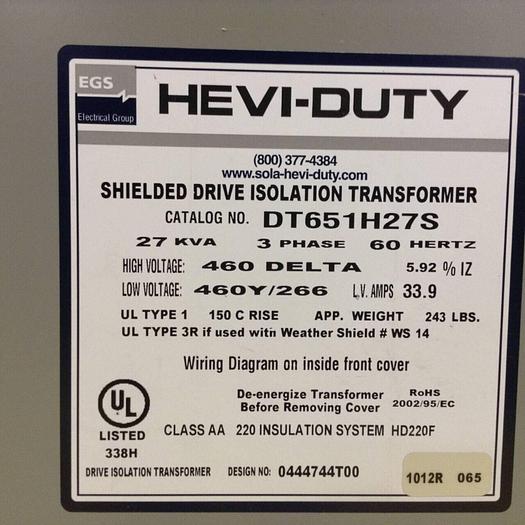 EGS
Electrical Group
HEVI-DUTY
(800) 377-4384
www.sola-hevi-duty.com
SHIELDED DRIVE ISOLATION TRANSFORMER
CATALOG NO. DT651H27S
27 KVA 3 PHASE 60 HERTZ
HIGH VOLTAGE: 460 DELTA 5.92 % IZ
LOW VOLTAGE: 460Y/266 L.V. AMPS 33.9
UL TYPE 1 150 C RISE APP. WEIGHT 243 LBS.
UL TYPE 3R if used with Weather Shield # WS 14
Wiring Diagram on inside front cover
UL
LISTED
338H
De-energize Transformer
Before Removing Cover
RoHS
2002/95/EC
CLASS AA 220 INSULATION SYSTEM HD220F
DRIVE ISOLATION TRANSFORMER DESIGN NO: 0444744T00
1012R 065